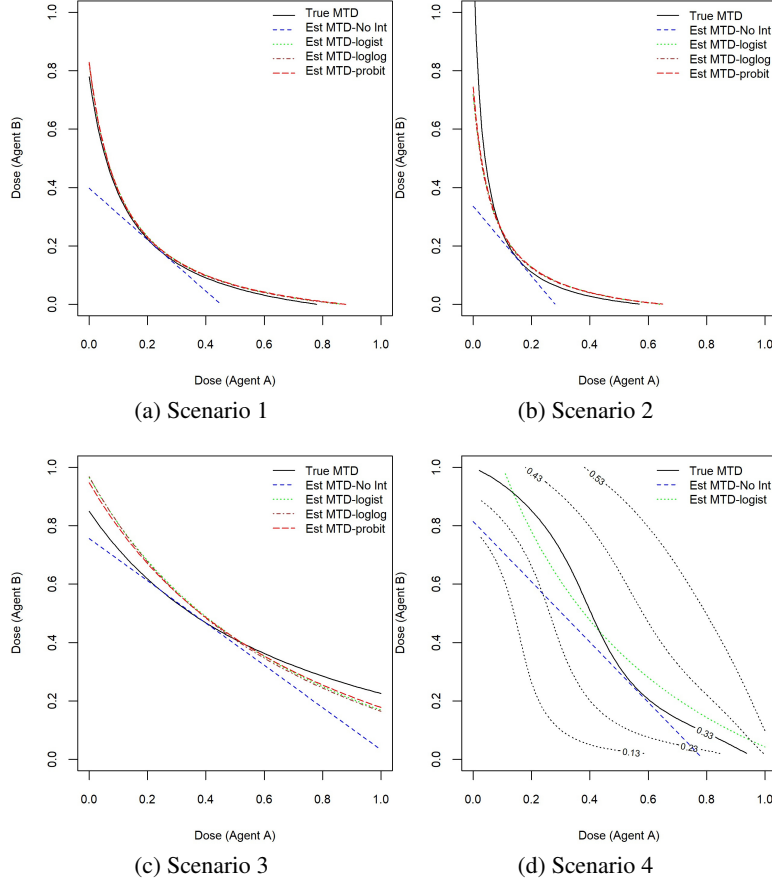 True MTD
Est MTD-No Int
Est MTD-logist
Est MTD-loglog
Est MTD-probit
0.0 0.2 0.4 0.6 0.8 1.0
Dose (Agent B)
0.0 0.2 0.4 0.6 0.8 1.0
Dose (Agent A)
(a) Scenario 1
True MTD
Est MTD-No Int
Est MTD-logist
Est MTD-loglog
Est MTD-probit
0.0 0.2 0.4 0.6 0.8 1.0
Dose (Agent B)
0.0 0.2 0.4 0.6 0.8 1.0
Dose (Agent A)
(b) Scenario 2
True MTD
Est MTD-No Int
Est MTD-logist
Est MTD-loglog
Est MTD-probit
0.0 0.2 0.4 0.6 0.8 1.0
Dose (Agent B)
0.0 0.2 0.4 0.6 0.8 1.0
Dose (Agent A)
(c) Scenario 3
True MTD
Est MTD-No Int
Est MTD-logist
0.43
0.53
0.33
0.23
0.13
0.0 0.2 0.4 0.6 0.8 1.0
Dose (Agent B)
0.0 0.2 0.4 0.6 0.8 1.0
Dose (Agent A)
(d) Scenario 4